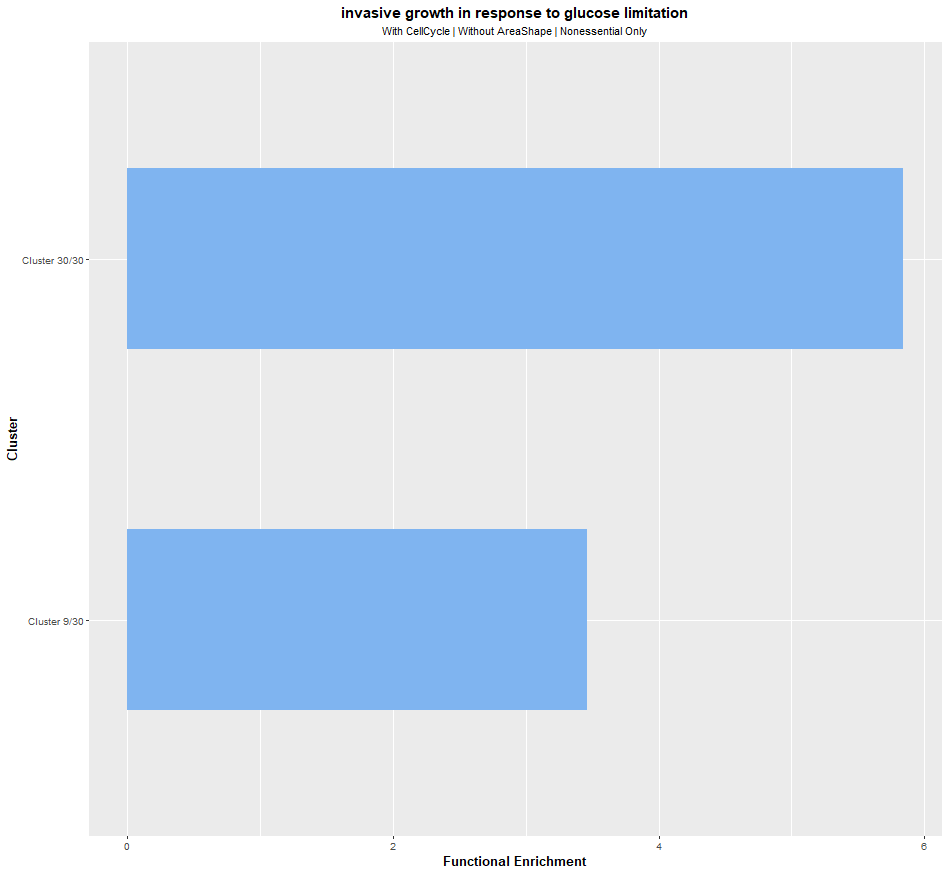 invasive growth in response to glucose limitation
With CellCycle | Without AreaShape | Nonessential Only
Cluster
Cluster 30/30
Cluster 9/30
0 2 4 6
Functional Enrichment